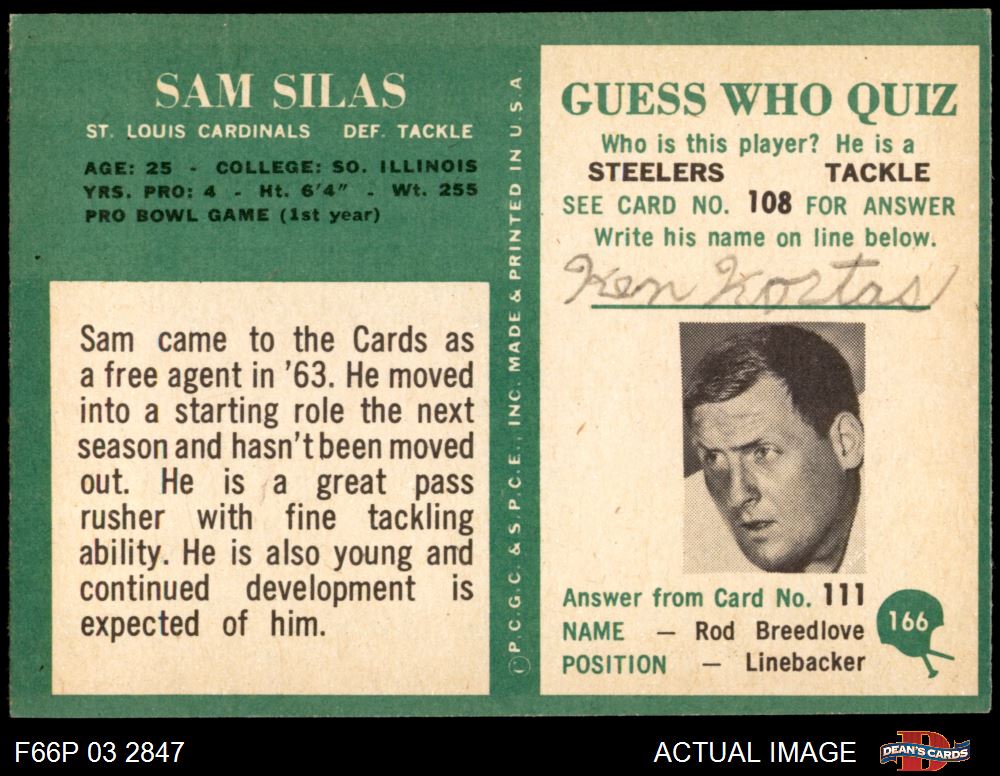 SAM SILAS
ST. LOUIS CARDINALS DEF. TACKLE
AGE: 25 - COLLEGE: SO. ILLINOIS
YRS. PRO: 4 - Ht. 6'4" - Wt. 255
PRO BOWL GAME (1st year)
Sam came to the Cards as
a free agent in '63. He moved
into a starting role the next
season and hasn't been moved
out. He is a great pass
rusher with fine tackling
ability. He is also young and
continued development is
expected of him.
©P.C.G.C. & S.P.C.E., INC. MADE & PRINTED IN U.S.A.
GUESS WHO QUIZ
Who is this player? He is a
STEELERS TACKLE
SEE CARD NO. 108 FOR ANSWER
Write his name on line below.
Ken Kortas
Answer from Card No. 111
NAME — Rod Breedlove
POSITION — Linebacker
166
F66P 03 2847
ACTUAL IMAGE
D
DEAN'S CARDS